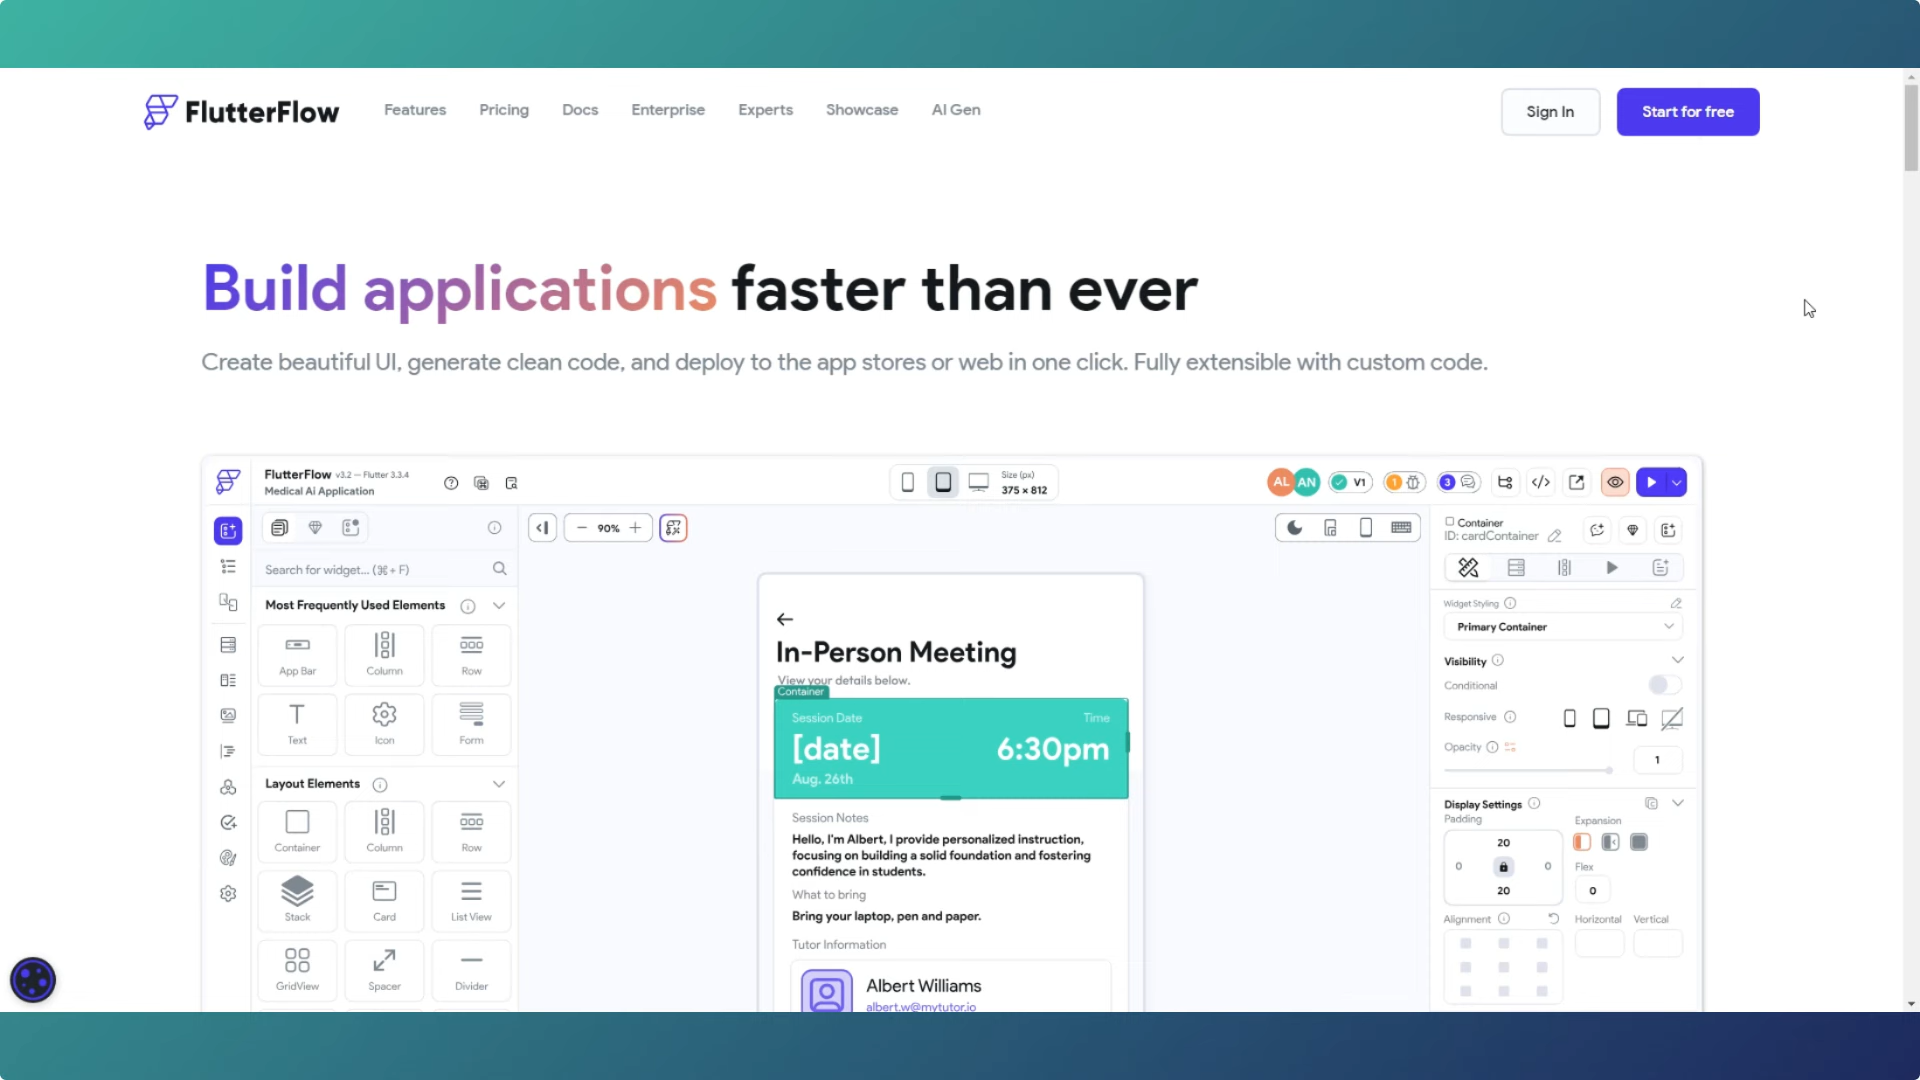 FlutterFlow
Features
Pricing
Docs
Enterprise
Experts
Showcase
AI Gen
Sign In
Start for free
Build applications faster than ever
Create beautiful UI, generate clean code, and deploy to the app stores or web in one click. Fully extensible with custom code.
FlutterFlow v3.2 — Flutter 3.3.4
Medical Ai Application
Size (px)
375 × 812
AL
AN
V1
1
3
90%
Search for widget... (⌘ + F)
Most Frequently Used Elements
App Bar
Column
Row
Text
Icon
Form
Layout Elements
Container
Column
Row
Stack
Card
List View
GridView
Spacer
Divider
In-Person Meeting
View your details below.
Container
Session Date
Time
[date]
6:30pm
Aug. 26th
Session Notes
Hello, I'm Albert, I provide personalized instruction,
focusing on building a solid foundation and fostering
confidence in students.
What to bring
Bring your laptop, pen and paper.
Tutor Information
Albert Williams
albert.w@mytutor.io
Container
ID: cardContainer
Widget Styling
Primary Container
Visibility
Conditional
Responsive
Opacity
1
Display Settings
Padding
Expansion
20
0
0
20
Flex
0
Alignment
Horizontal
Vertical